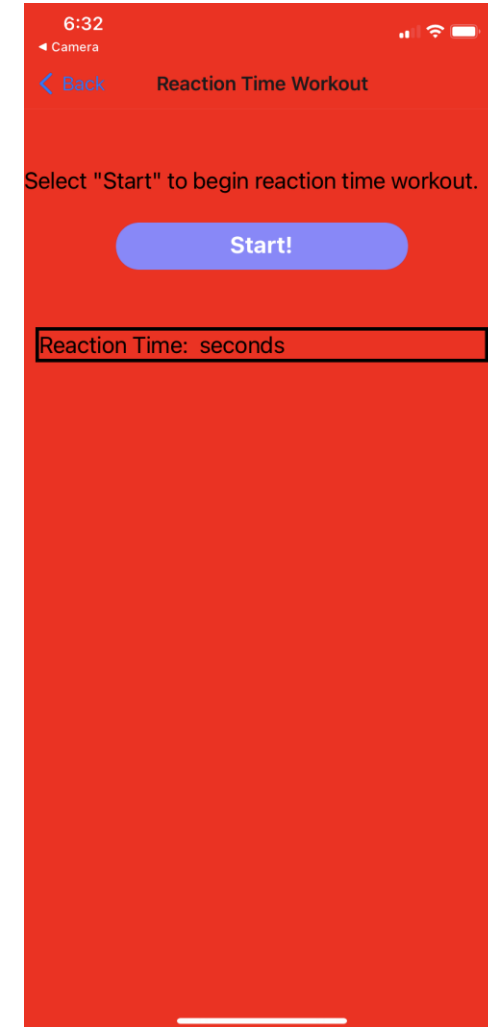 6:32
◄ Camera
Back
Reaction Time Workout
Select "Start" to begin reaction time workout.
Start!
Reaction Time:  seconds